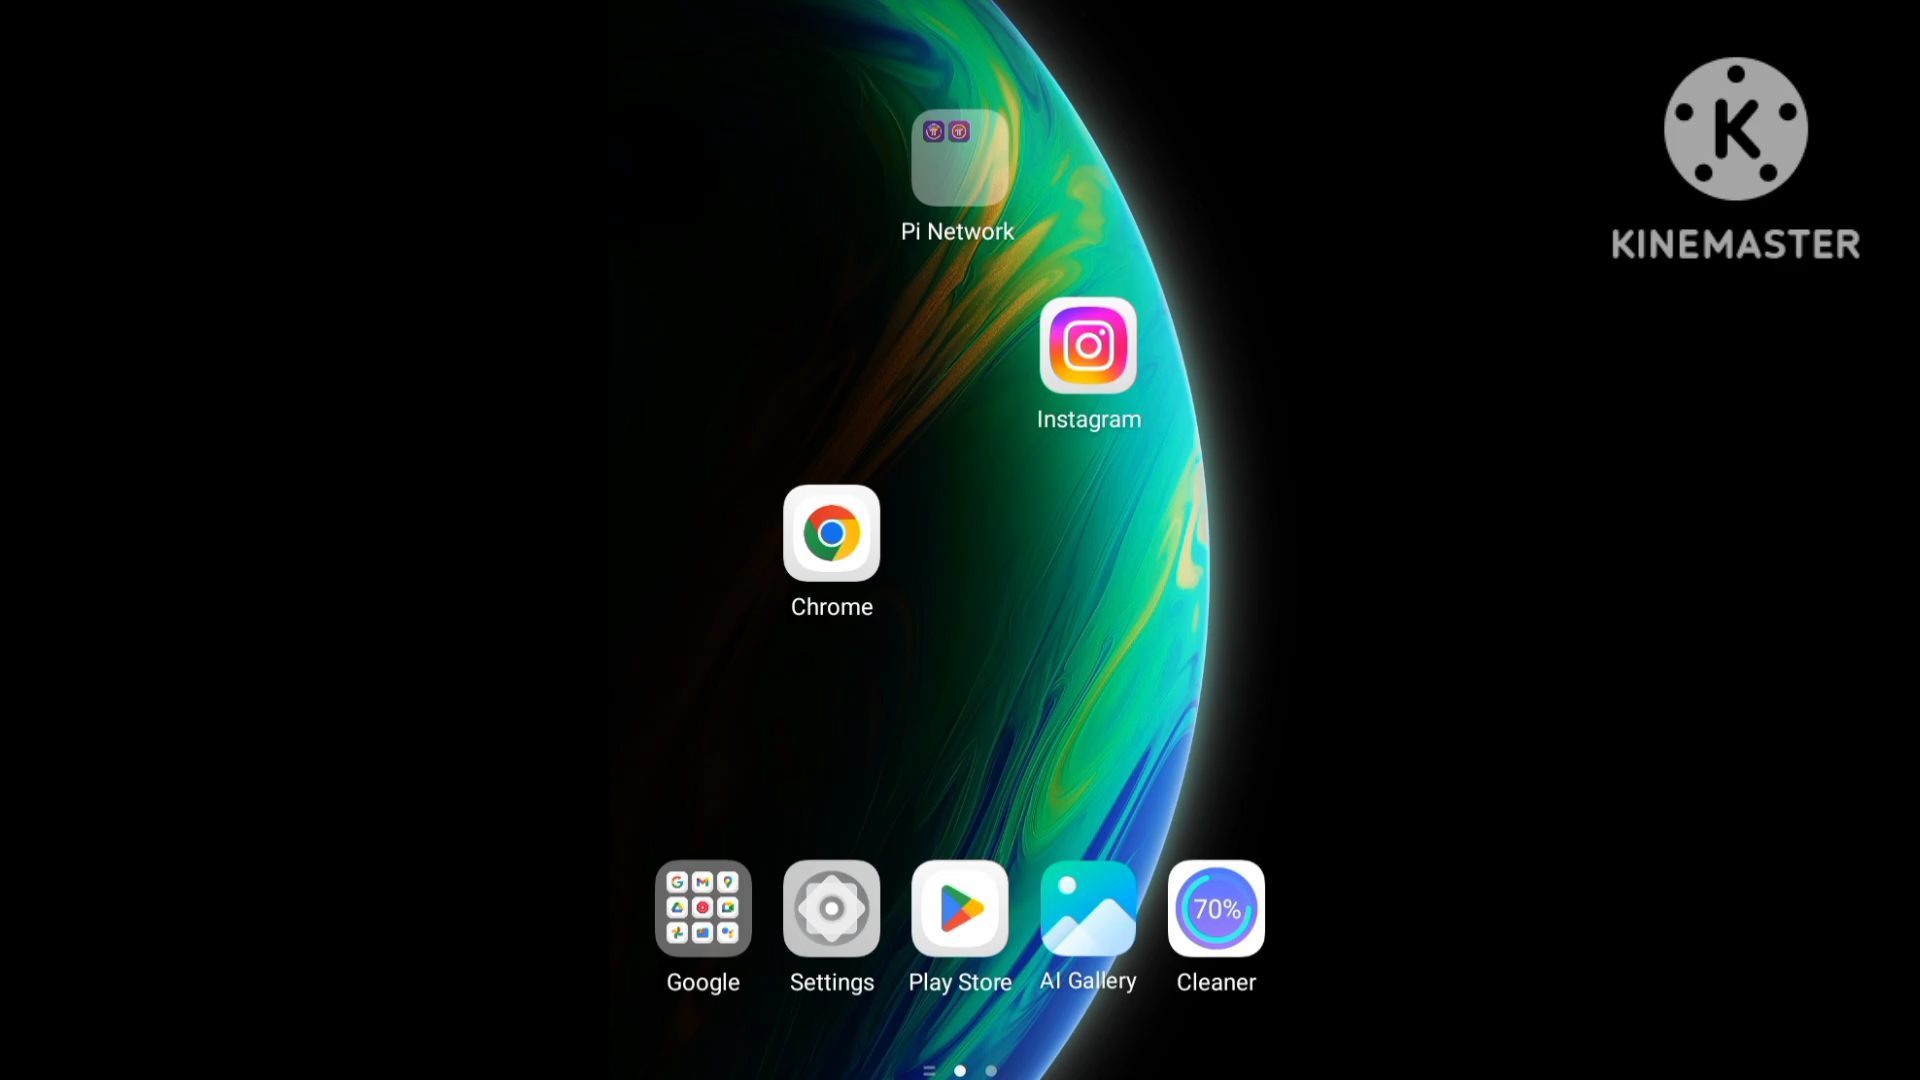 KINEMASTER
Pi Network
Instagram
Chrome
70%
Google
Settings
Play Store
AI Gallery
Cleaner